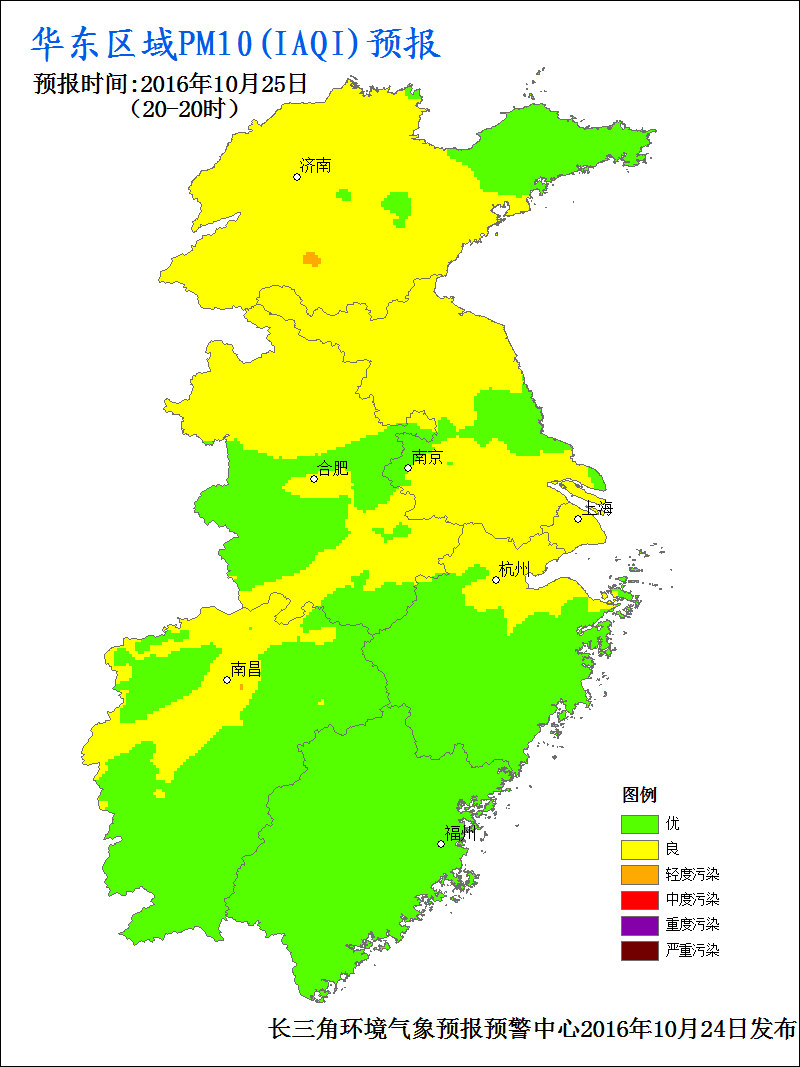 华东区域PM10(IAQI)预报
预报时间:2016年10月25日
（20-20时）
济南
南京
合肥
上海
杭州
南昌
福州
图例
优
良
轻度污染
中度污染
重度污染
严重污染
长三角环境气象预报预警中心2016年10月24日发布